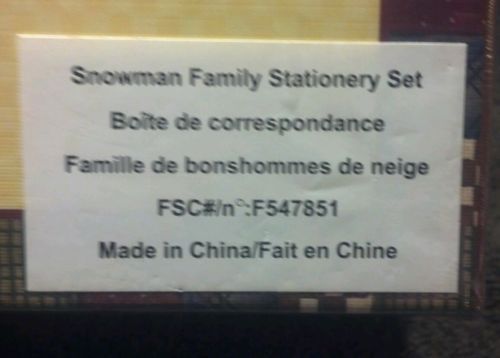 Snowman Family Stationery Set
Boîte de correspondance
Famille de bonshommes de neige
FSC#/n°:F547851
Made in China/Fait en Chine